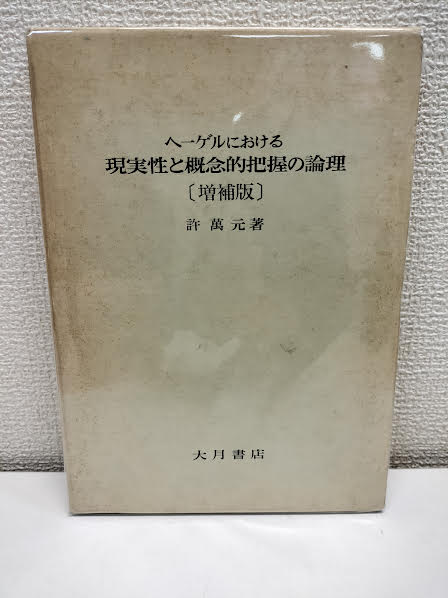 ヘーゲルにおける
現実性と概念的把握の論理
〔増補版〕
許萬元著
大月書店